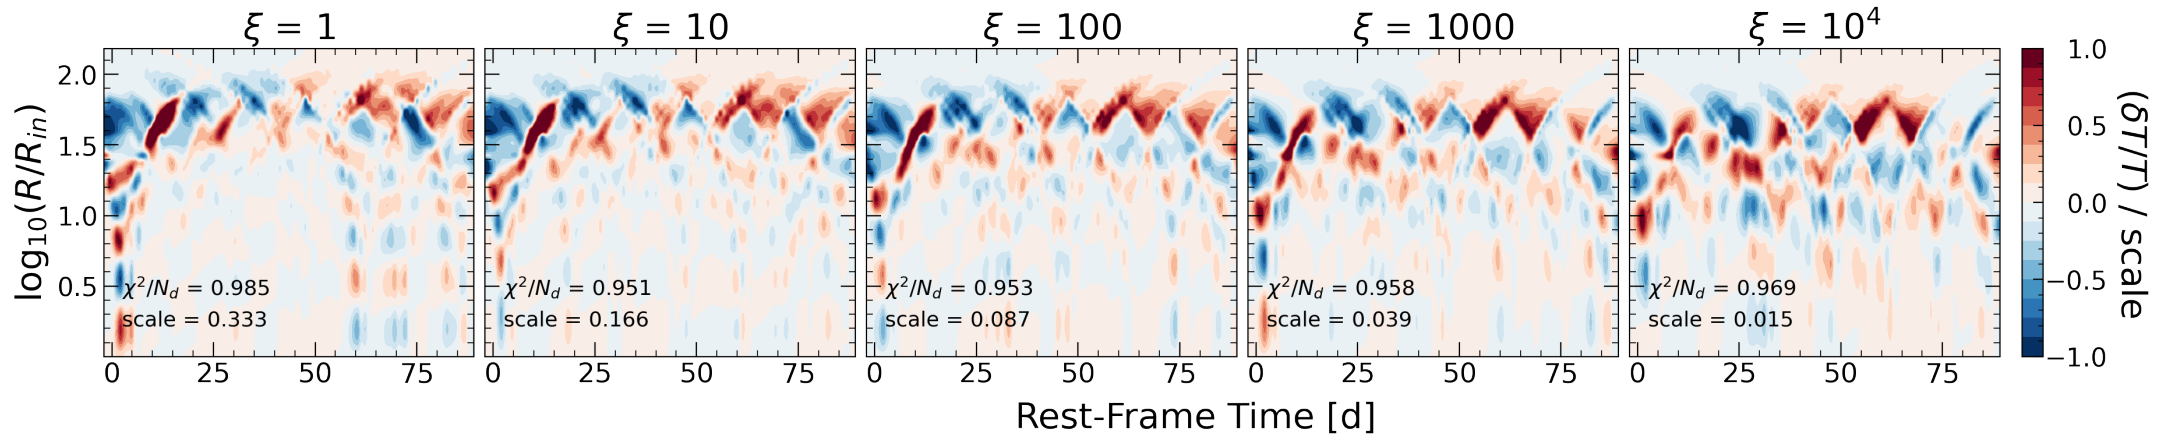 ξ = 1
ξ = 10
ξ = 100
ξ = 1000
ξ = 10⁴
log₁₀(R/Rᵢₙ)
2.0
1.5
1.0
0.5
χ²/N_d = 0.985
scale = 0.333
χ²/N_d = 0.951
scale = 0.166
χ²/N_d = 0.953
scale = 0.087
χ²/N_d = 0.958
scale = 0.039
χ²/N_d = 0.969
scale = 0.015
0 25 50 75
0 25 50 75
0 25 50 75
0 25 50 75
0 25 50 75
Rest-Frame Time [d]
1.0
0.5
0.0
−0.5
−1.0
(δT/T) / scale